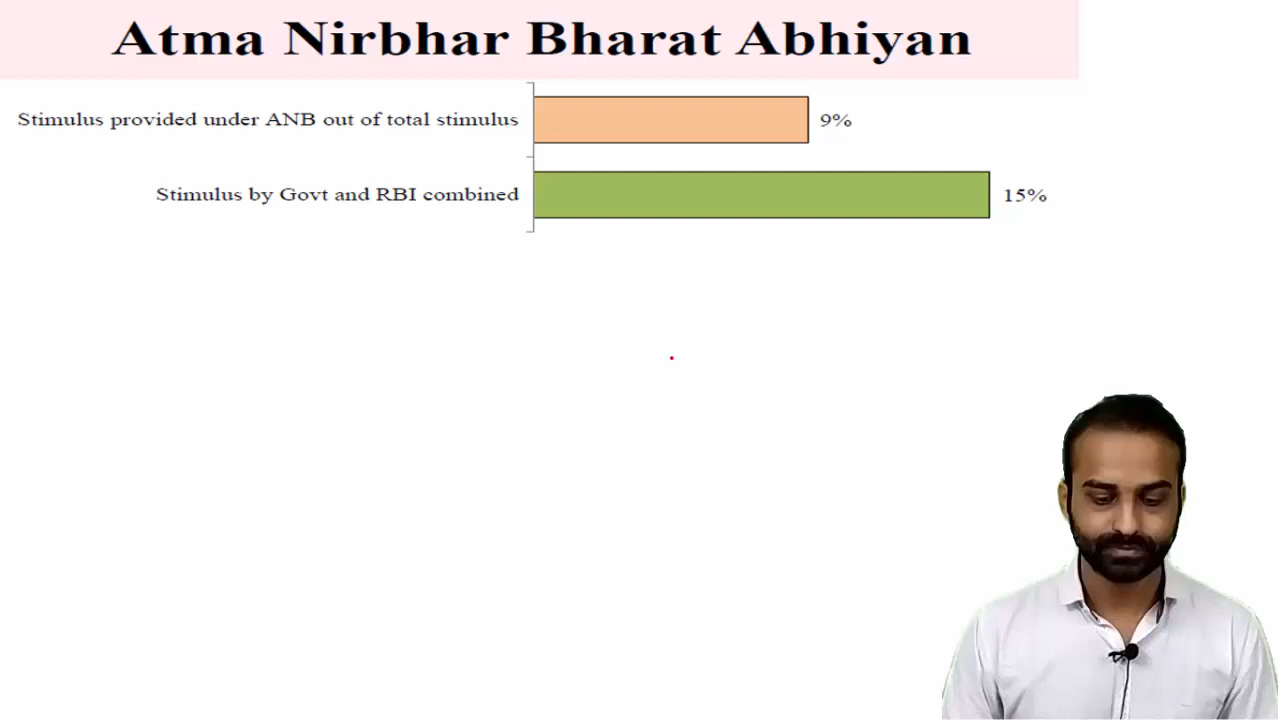 Atma Nirbhar Bharat Abhiyan
Stimulus provided under ANB out of total stimulus 9%
Stimulus by Govt and RBI combined 15%